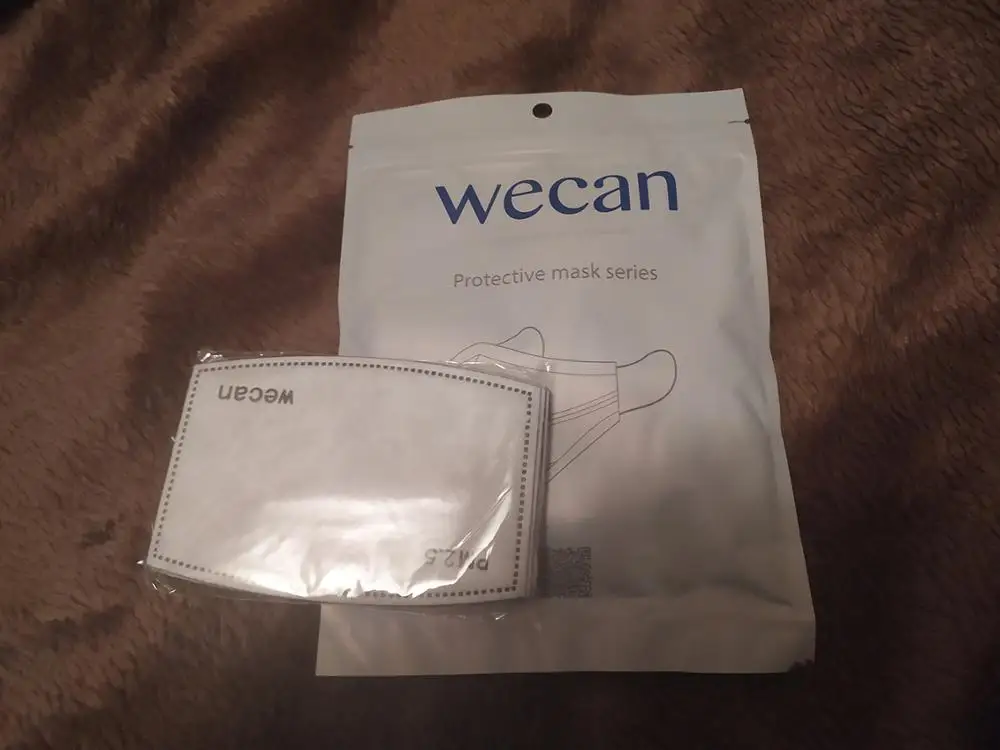 wecan
Protective mask series
wecan
PM2.5